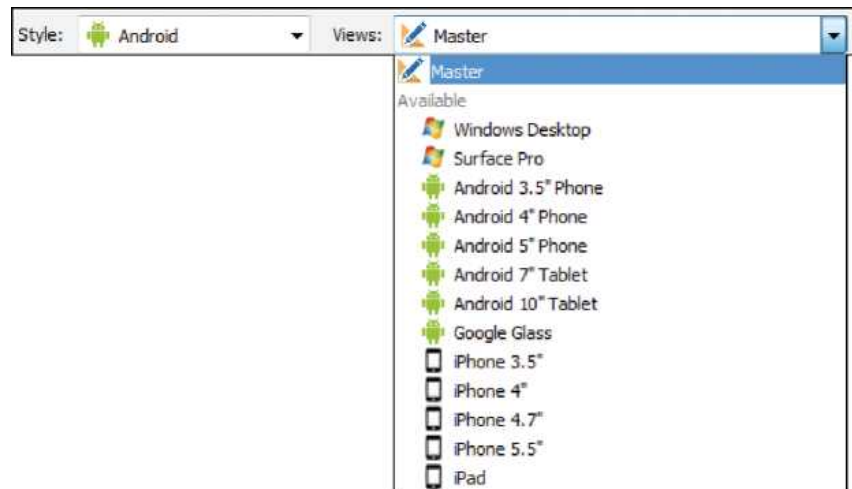 Style: Android Views: Master
Master
Available
Windows Desktop
Surface Pro
Android 3.5" Phone
Android 4" Phone
Android 5" Phone
Android 7" Tablet
Android 10" Tablet
Google Glass
iPhone 3.5"
iPhone 4"
iPhone 4.7"
iPhone 5.5"
iPad